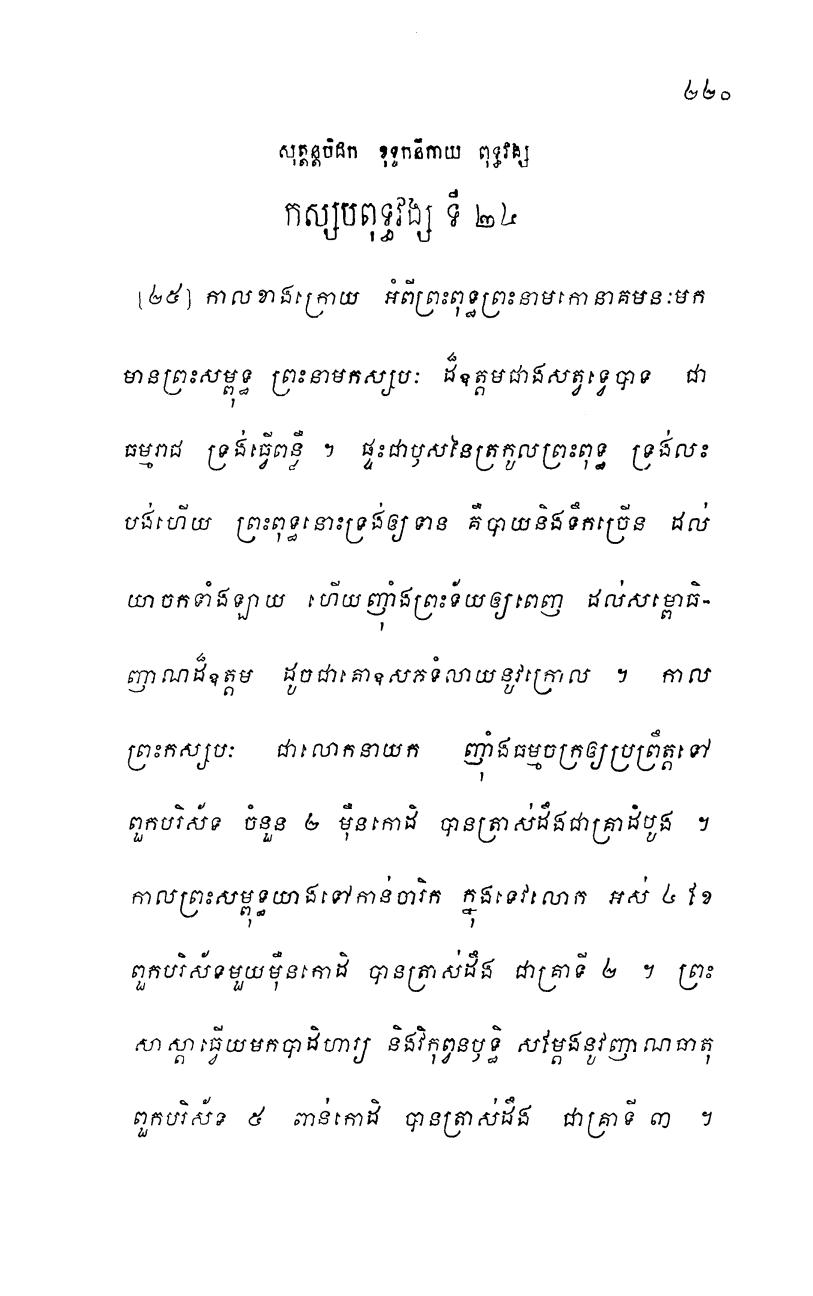 ២២០
សុត្តន្តបិដក ខុទ្ទកនិកាយ ពុទ្ធវង្ស
កស្សបពុទ្ធវង្ស ទី ២៤
[២៥] កាលខាងក្រោយ អំពីព្រះពុទ្ធព្រះនាមកោនាគមនៈមក
មានព្រះសម្ពុទ្ធ ព្រះនាមកស្សបៈ ដ៏ឧត្តមជាងសត្វទ្វេបាទ ជា
ធម្មរាជ ទ្រង់ធ្វើពន្លឺ ។ ផ្ទះជាឫសនៃត្រកូលព្រះពុទ្ធ ទ្រង់លះ
បង់ហើយ ព្រះពុទ្ធនោះទ្រង់ឲ្យទាន គឺបាយនិងទឹកច្រើន ដល់
យាចកទាំងឡាយ ហើយញុំាងព្រះទ័យឲ្យពេញ ដល់សម្ពោធិ-
ញាណដ៏ឧត្តម ដូចជាគោឧសភទំលាយនូវក្រោល ។ កាល
ព្រះកស្សបៈ ជាលោកនាយក ញុំាងធម្មចក្រឲ្យប្រព្រឹត្តទៅ
ពួកបរិស័ទ ចំនួន ២ ម៉ឺនកោដិ បានត្រាស់ដឹងជាគ្រាដំបូង ។
កាលព្រះសម្ពុទ្ធយាងទៅកាន់ចារិក ក្នុងទេវលោក អស់ ៤ ខែ
ពួកបរិស័ទមួយម៉ឺនកោដិ បានត្រាស់ដឹង ជាគ្រាទី ២ ។ ព្រះ
សាស្តាធ្វើយមកបាដិហារ្យ និងវិកុព្វនឫទ្ធិ សម្តែងនូវញាណធាតុ
ពួកបរិស័ទ ៥ ពាន់កោដិ បានត្រាស់ដឹង ជាគ្រាទី ៣ ។